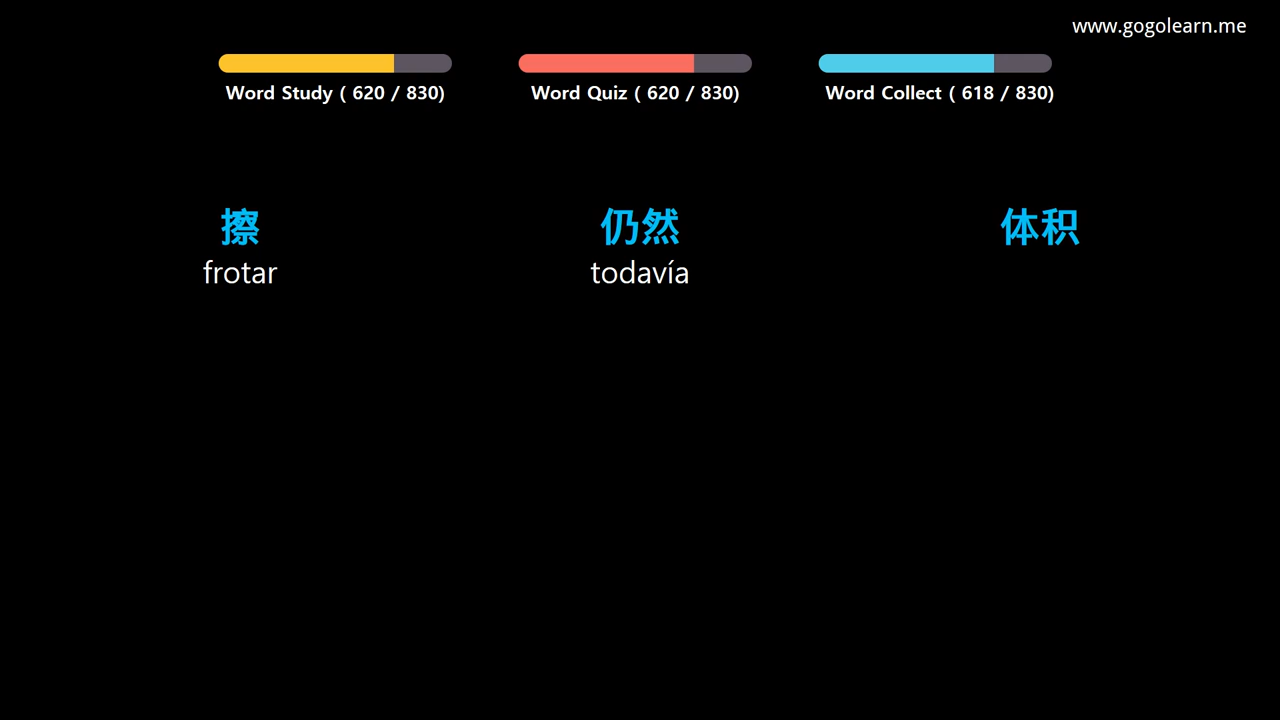 www.gogolearn.me
Word Study ( 620 / 830)
Word Quiz ( 620 / 830)
Word Collect ( 618 / 830)
擦
仍然
体积
frotar
todavía